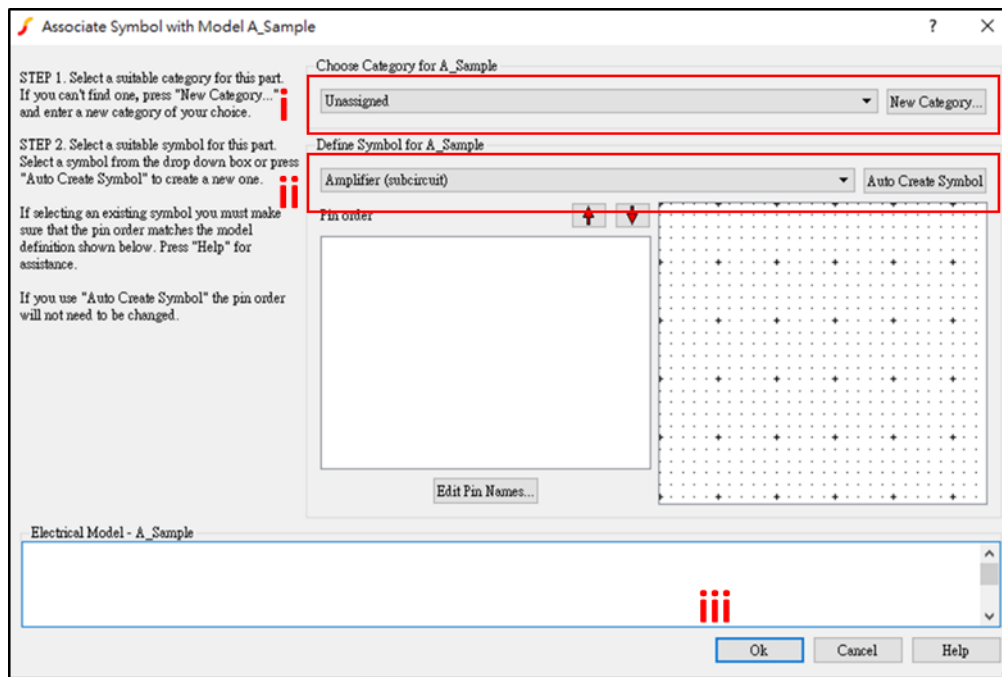 Associate Symbol with Model A_Sample
?
STEP 1. Select a suitable category for this part.
If you can't find one, press "New Category..."
and enter a new category of your choice.
i
STEP 2. Select a suitable symbol for this part.
Select a symbol from the drop down box or press
"Auto Create Symbol" to create a new one.
ii
If selecting an existing symbol you must make
sure that the pin order matches the model
definition shown below. Press "Help" for
assistance.
If you use "Auto Create Symbol" the pin order
will not need to be changed.
Choose Category for A_Sample
Unassigned
New Category...
Define Symbol for A_Sample
Amplifier (subcircuit)
Auto Create Symbol
Pin order
Edit Pin Names...
Electrical Model - A_Sample
iii
Ok
Cancel
Help